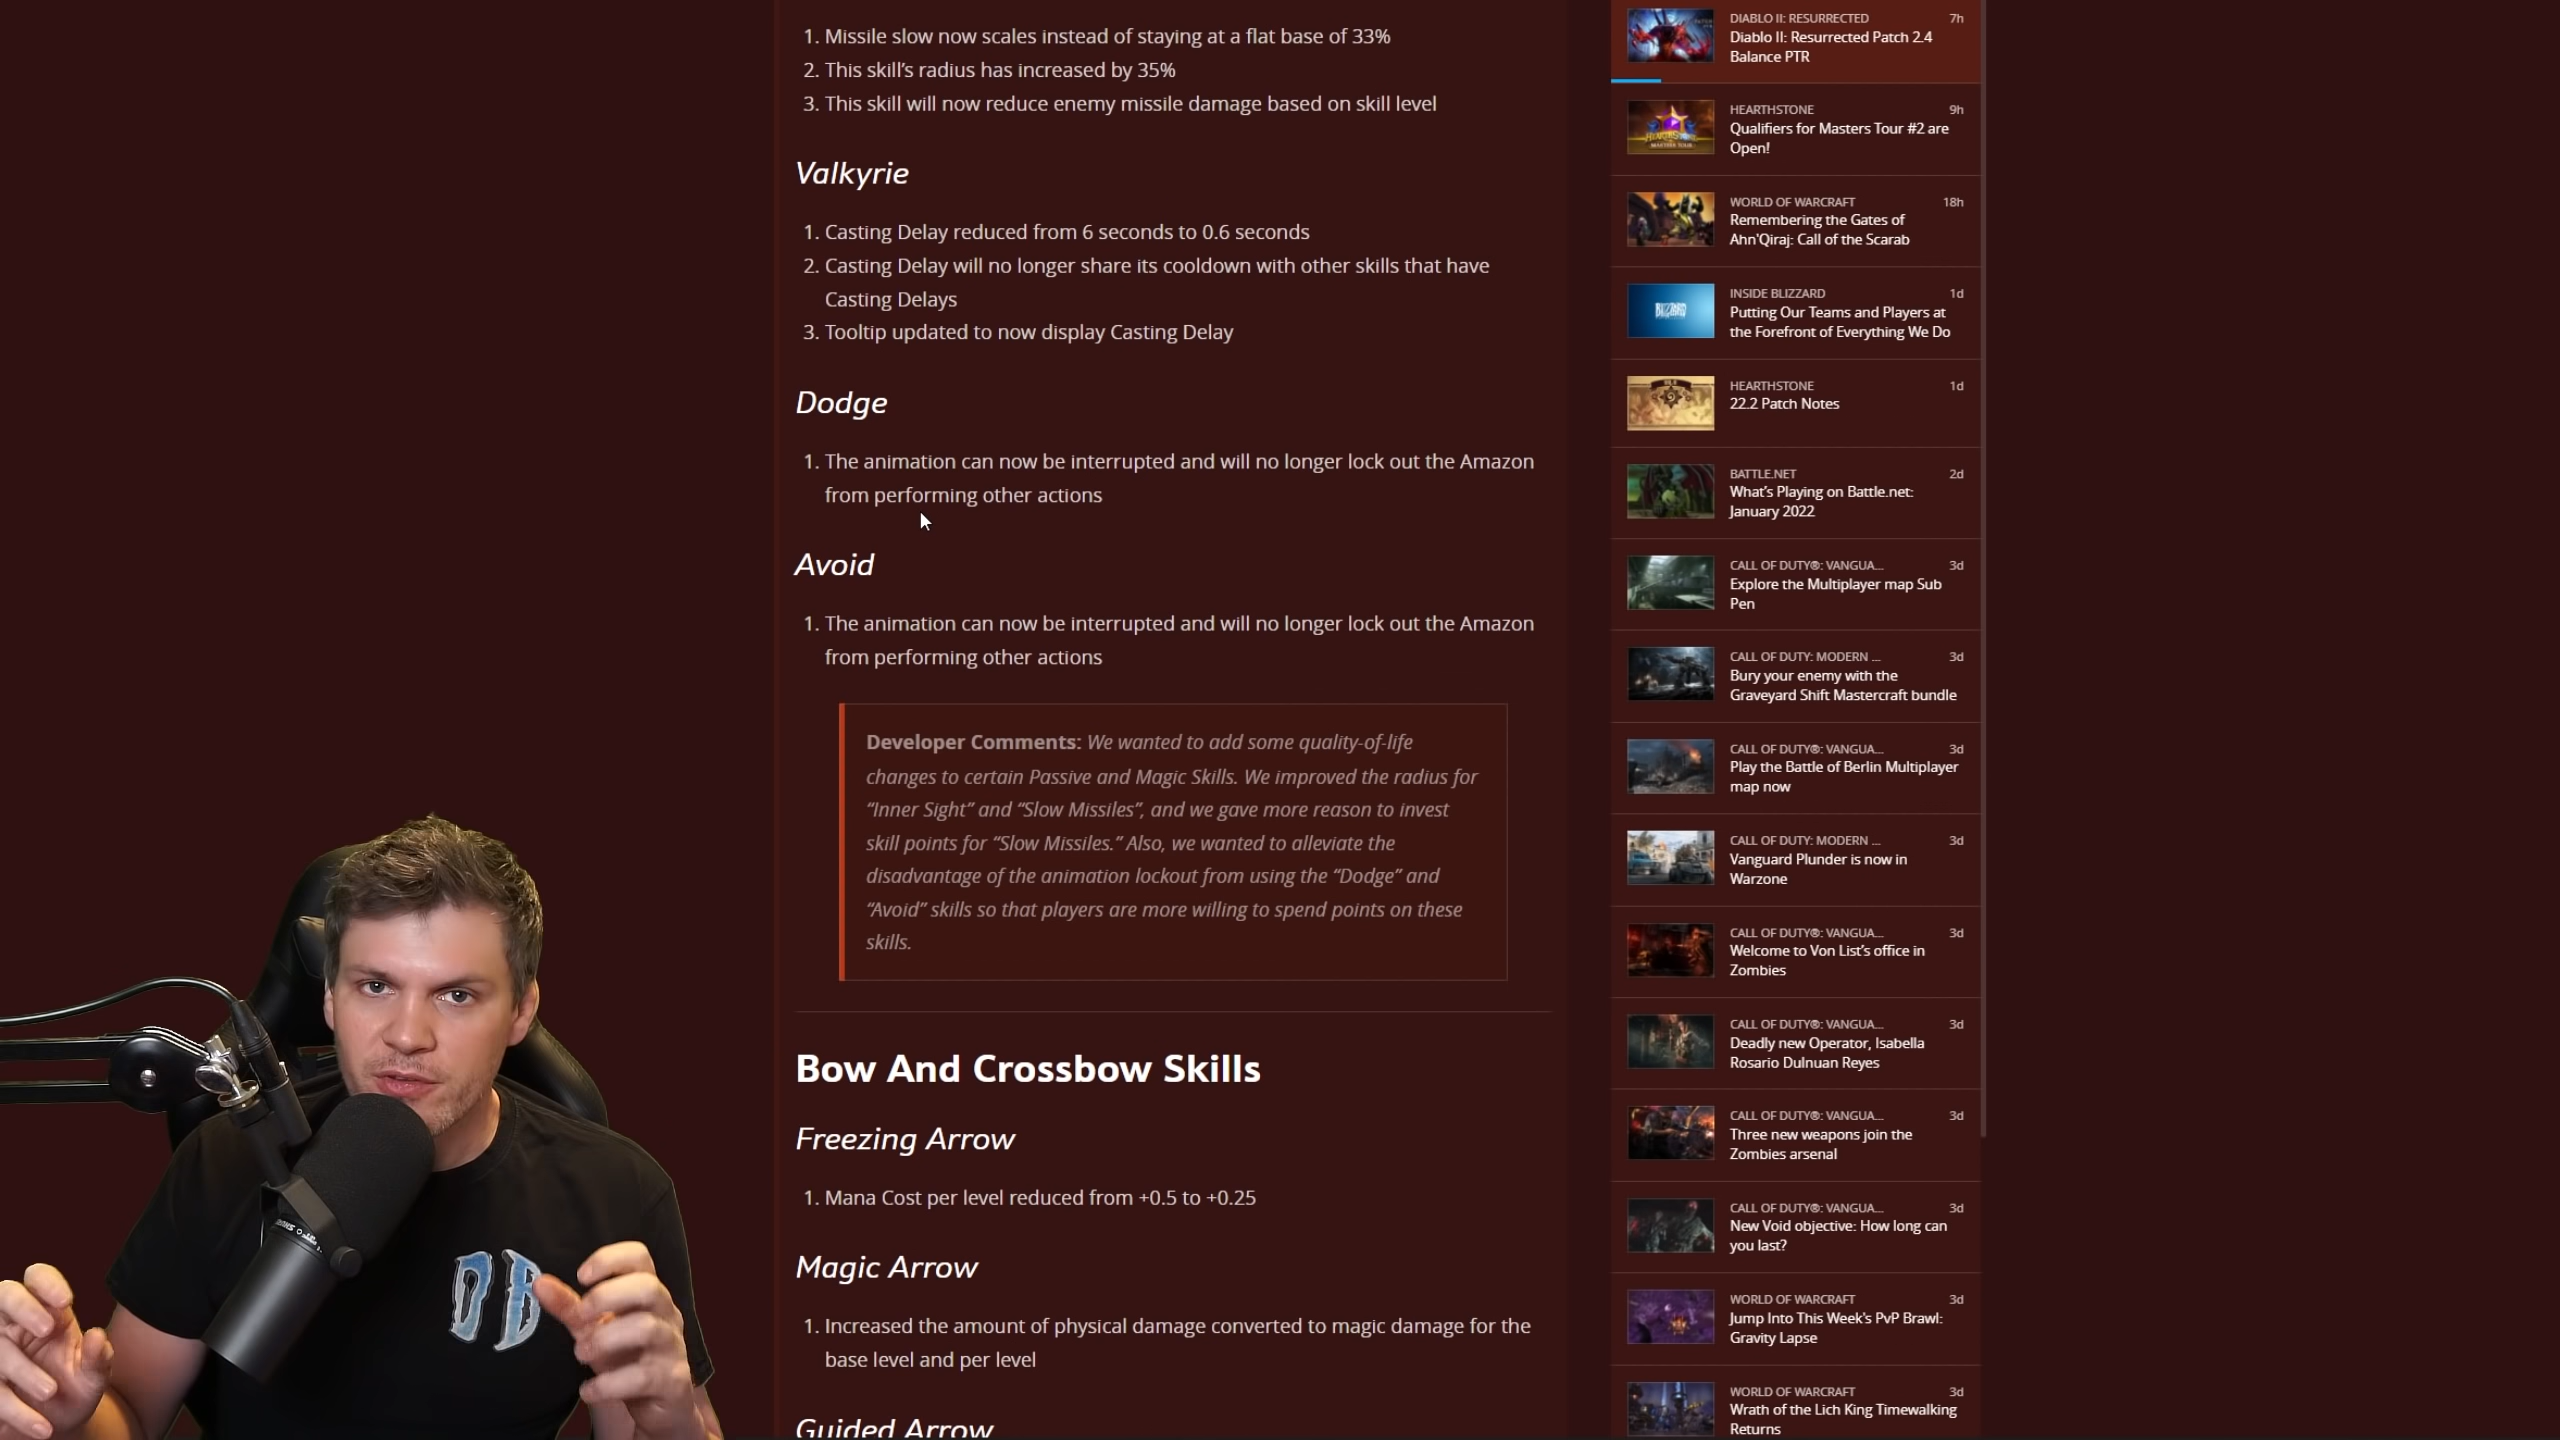 1. Missile slow now scales instead of staying at a flat base of 33%
2. This skill's radius has increased by 35%
3. This skill will now reduce enemy missile damage based on skill level
Valkyrie
1. Casting Delay reduced from 6 seconds to 0.6 seconds
2. Casting Delay will no longer share its cooldown with other skills that have
Casting Delays
3. Tooltip updated to now display Casting Delay
Dodge
1. The animation can now be interrupted and will no longer lock out the Amazon
from performing other actions
Avoid
1. The animation can now be interrupted and will no longer lock out the Amazon
from performing other actions
Developer Comments: We wanted to add some quality-of-life
changes to certain Passive and Magic Skills. We improved the radius for
“Inner Sight” and “Slow Missiles”, and we gave more reason to invest
skill points for “Slow Missiles.” Also, we wanted to alleviate the
disadvantage of the animation lockout from using the “Dodge” and
“Avoid” skills so that players are more willing to spend points on these
skills.
Bow And Crossbow Skills
Freezing Arrow
1. Mana Cost per level reduced from +0.5 to +0.25
Magic Arrow
1. Increased the amount of physical damage converted to magic damage for the
base level and per level
Guided Arrow
DIABLO II: RESURRECTED 7h
Diablo II: Resurrected Patch 2.4
Balance PTR
HEARTHSTONE 9h
Qualifiers for Masters Tour #2 are
Open!
WORLD OF WARCRAFT 18h
Remembering the Gates of
Ahn'Qiraj: Call of the Scarab
INSIDE BLIZZARD 1d
Putting Our Teams and Players at
the Forefront of Everything We Do
BLIZZARD
HEARTHSTONE 1d
22.2 Patch Notes
BATTLE.NET 2d
What's Playing on Battle.net:
January 2022
CALL OF DUTY®: VANGUA... 3d
Explore the Multiplayer map Sub
Pen
CALL OF DUTY: MODERN ... 3d
Bury your enemy with the
Graveyard Shift Mastercraft bundle
CALL OF DUTY®: VANGUA... 3d
Play the Battle of Berlin Multiplayer
map now
CALL OF DUTY: MODERN ... 3d
Vanguard Plunder is now in
Warzone
CALL OF DUTY®: VANGUA... 3d
Welcome to Von List's office in
Zombies
CALL OF DUTY®: VANGUA... 3d
Deadly new Operator, Isabella
Rosario Dulnuan Reyes
CALL OF DUTY®: VANGUA... 3d
Three new weapons join the
Zombies arsenal
CALL OF DUTY®: VANGUA... 3d
New Void objective: How long can
you last?
WORLD OF WARCRAFT 3d
Jump Into This Week's PvP Brawl:
Gravity Lapse
WORLD OF WARCRAFT 3d
Wrath of the Lich King Timewalking
Returns
DB